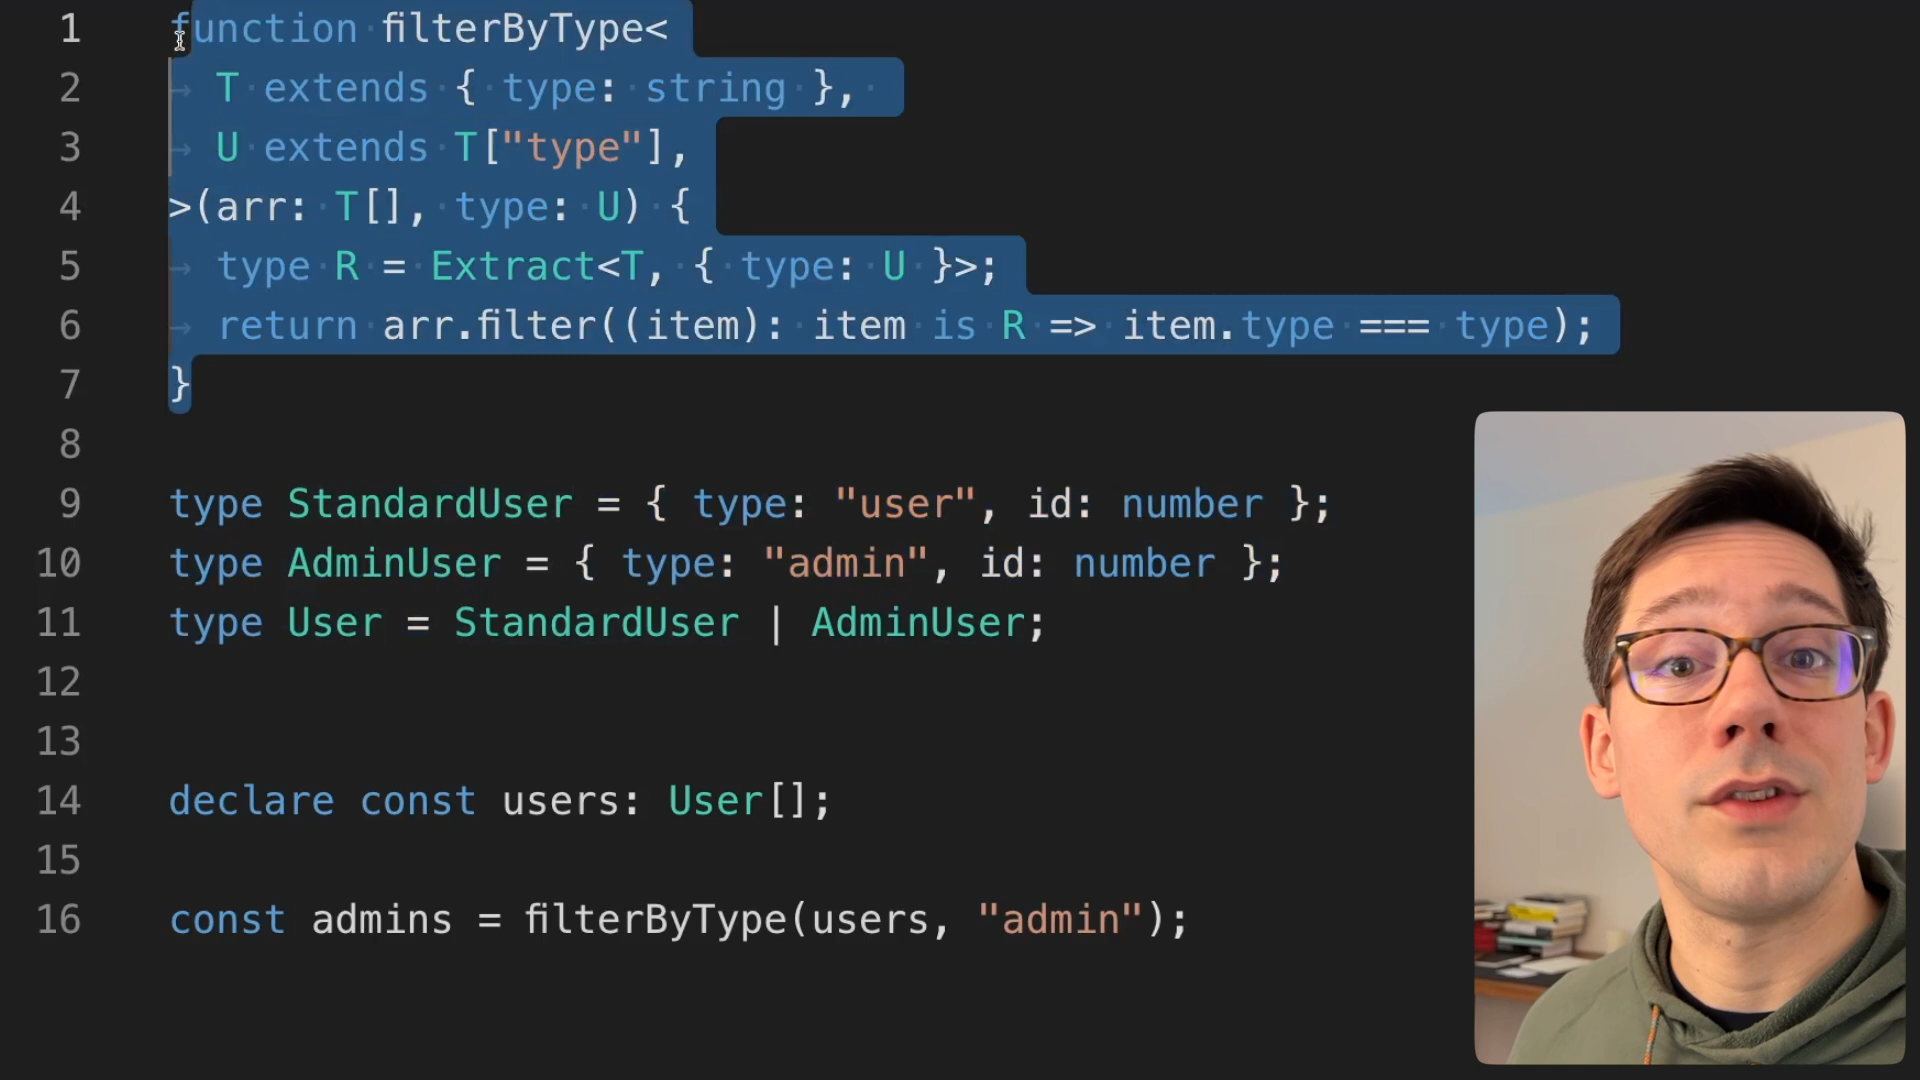 1 function filterByType<
2 T extends { type: string },
3 U extends T["type"],
4 >(arr: T[], type: U) {
5 type R = Extract<T, { type: U }>;
6 return arr.filter((item): item is R => item.type === type);
7 }
8
9 type StandardUser = { type: "user", id: number };
10 type AdminUser = { type: "admin", id: number };
11 type User = StandardUser | AdminUser;
12
13
14 declare const users: User[];
15
16 const admins = filterByType(users, "admin");